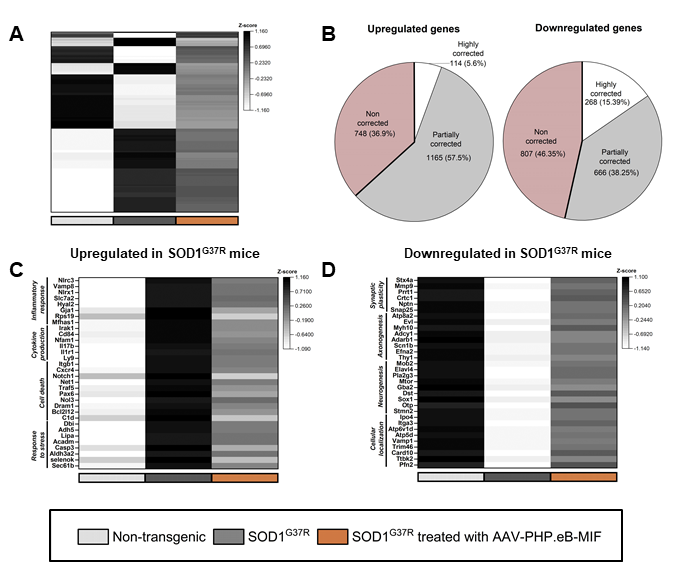 A
Z-score
1.160
0.6960
0.2320
-0.2320
-0.6960
-1.160
B
Upregulated genes
Downregulated genes
Highly
corrected
114 (5.6%)
Non
corrected
748 (36.9%)
Partially
corrected
1165 (57.5%)
Highly
corrected
268 (15.39%)
Non
corrected
807 (46.35%)
Partially
corrected
666 (38.25%)
Upregulated in SOD1G37R mice
C
Z-score
1.160
0.7100
0.2600
-0.1900
-0.6400
-1.090
Inflammatory
response
Cytokine
production
Cell death
Response
to stress
Nlrc3
Vamp8
Nlrx1
Slc7a2
Hyal2
Gja1
Rps19
Mfhas1
Irak1
Cd84
Nfam1
Il17b
Il1r1
Ly9
Itgb1
Cxcr4
Notch1
Net1
Traf5
Pax6
Nol3
Dram1
Bcl2l12
C1d
Dbi
Adh5
Lipa
Acadm
Casp3
Aldh3a2
selenok
Sec61b
Downregulated in SOD1G37R mice
D
Z-score
1.100
0.6520
0.2040
-0.2440
-0.6920
-1.140
Synaptic
plasticity
Axonogenesis
Neurogenesis
Cellular
localization
Stx4a
Mmp9
Prrt1
Crtc1
Nptn
Snap25
Atp8a2
Evl
Myh10
Adcy1
Adarb1
Scn1b
Efna2
Thy1
Mob2
Elavl4
Pla2g3
Mtor
Gba2
Dst
Sox1
Otp
Stmn2
Ipo4
Itga3
Atp6v1d
Atp5d
Vamp1
Trim46
Card10
Ttbk2
Pfn2
Non-transgenic
SOD1G37R
SOD1G37R treated with AAV-PHP.eB-MIF